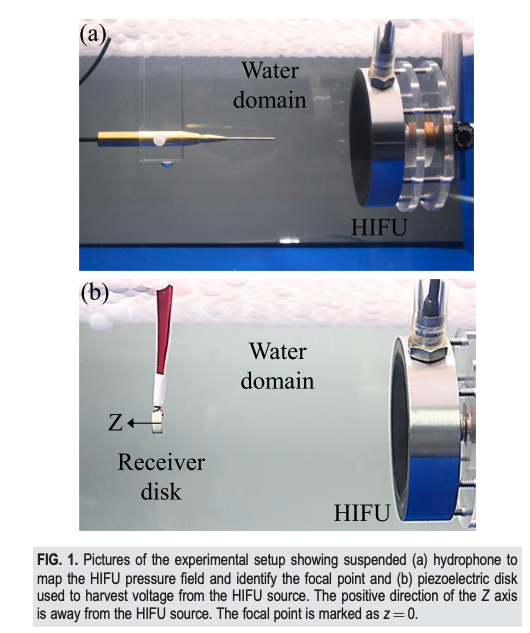 (a)
Water
domain
HIFU
(b)
Water
domain
Z
Receiver
disk
HIFU
FIG. 1. Pictures of the experimental setup showing suspended (a) hydrophone to
map the HIFU pressure field and identify the focal point and (b) piezoelectric disk
used to harvest voltage from the HIFU source. The positive direction of the Z axis
is away from the HIFU source. The focal point is marked as z = 0.